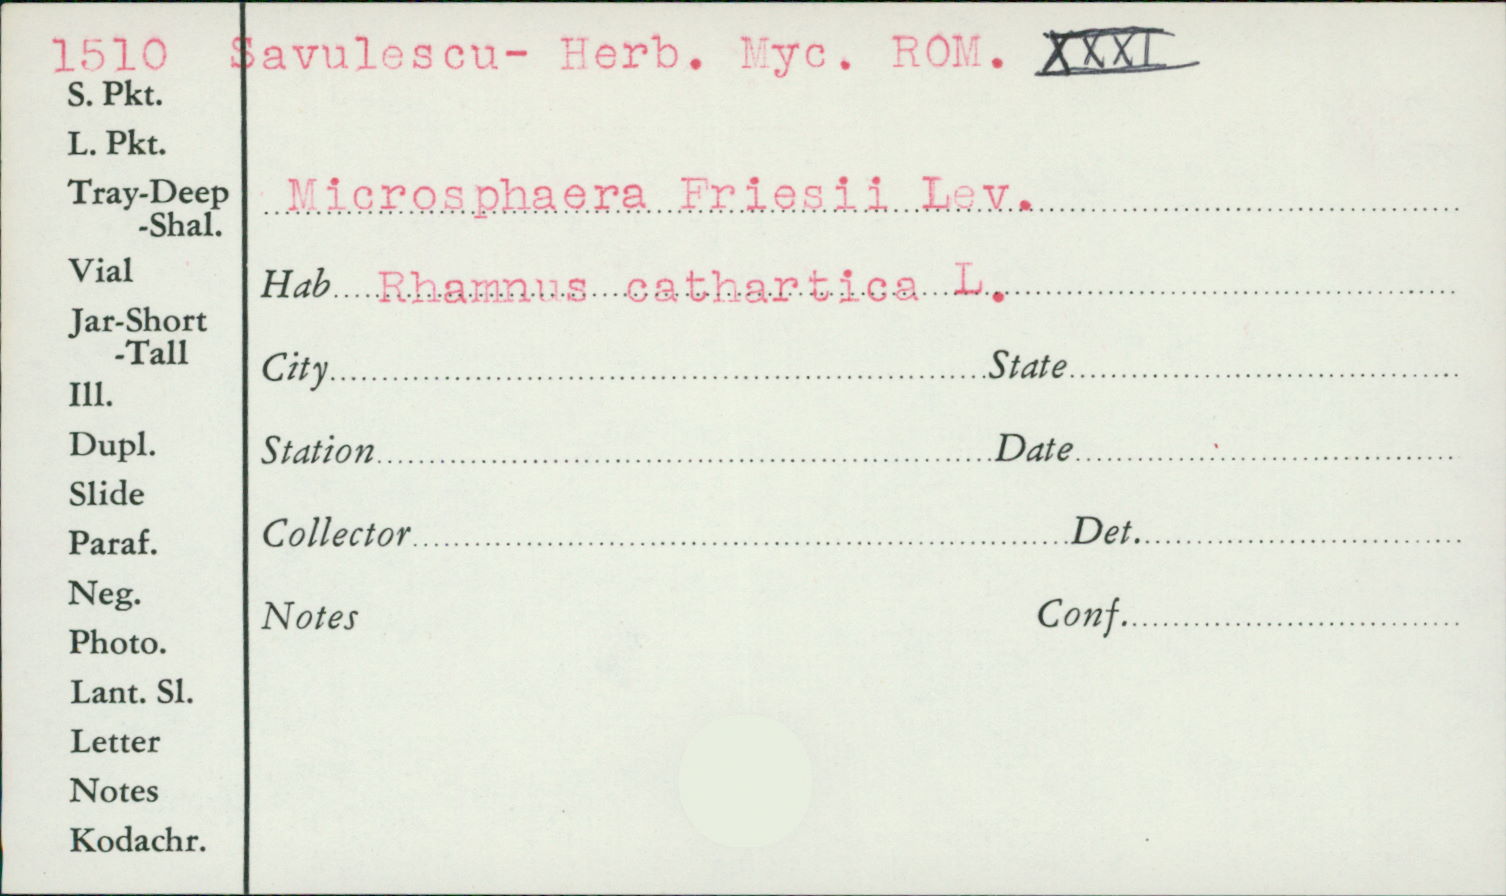 1510 Savulescu- Herb. Myc. ROM. XXXI
S. Pkt.
L. Pkt.
Tray-Deep
-Shal.
Vial
Jar-Short
-Tall
Ill.
Dupl.
Slide
Paraf.
Neg.
Photo.
Lant. Sl.
Letter
Notes
Kodachr.
Microsphaera Friesii Lev.
Hab Rhamnus cathartica L.
City State
Station Date
Collector Det.
Notes Conf.